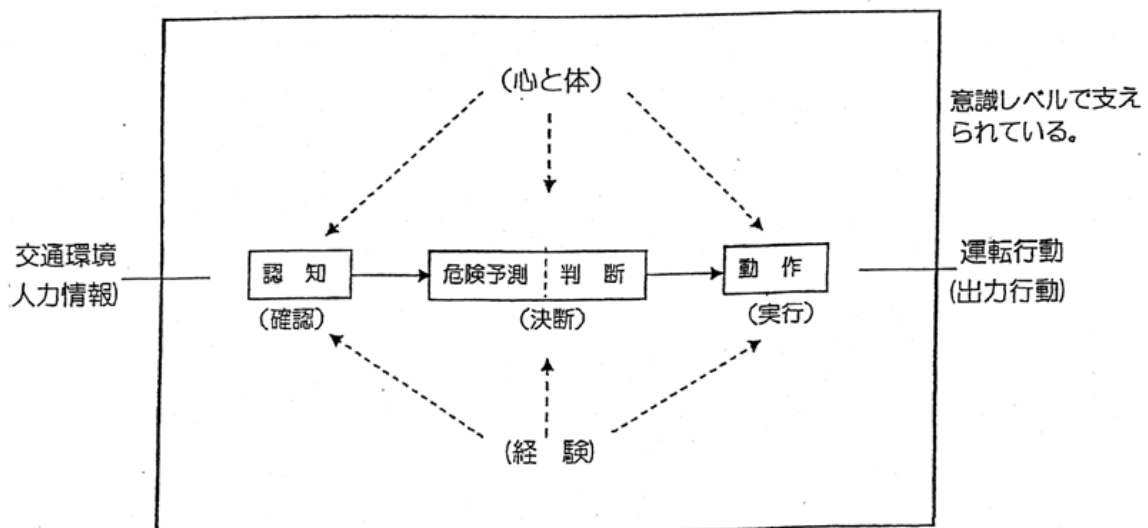 (心と体)
意識レベルで支え
られている。
交通環境
人力情報)
認 知
(確認)
危険予測 判 断
(決断)
動 作
(実行)
運転行動
(出力行動)
(経 験)